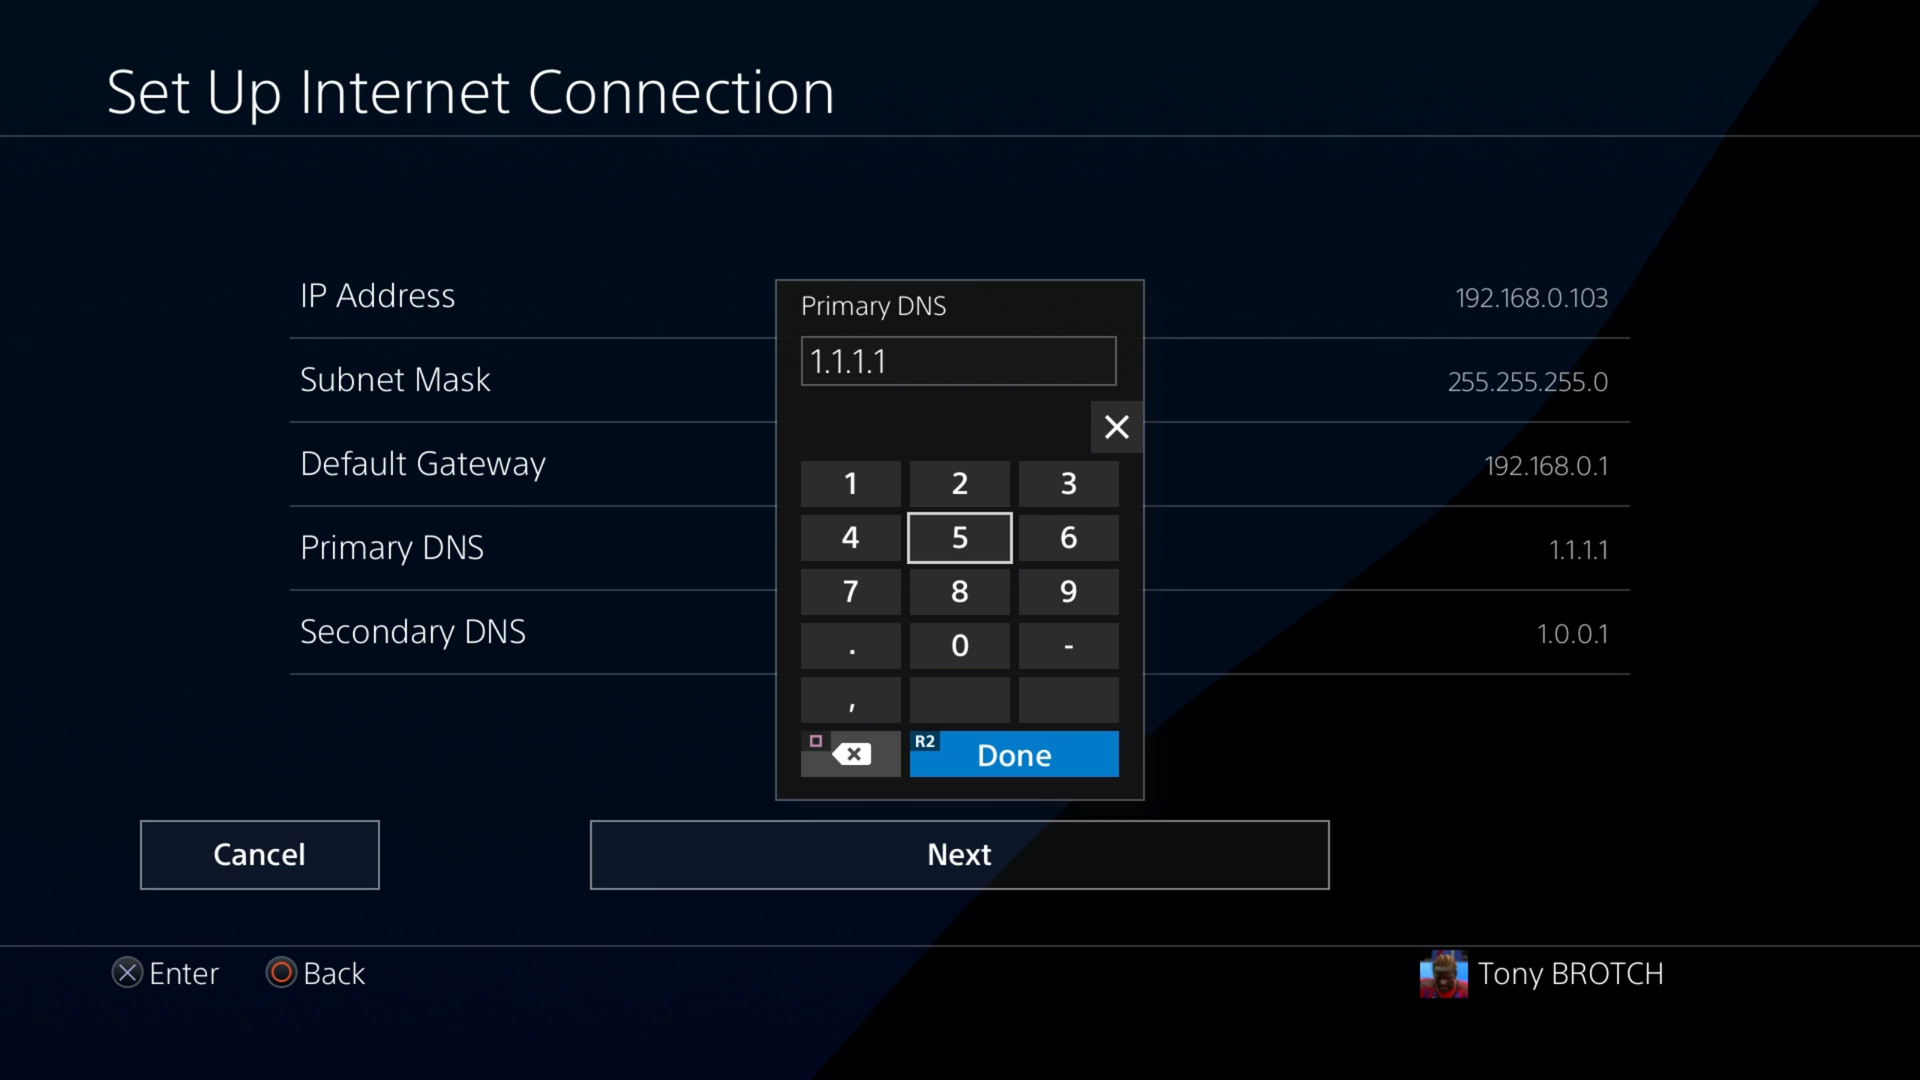 Set Up Internet Connection
IP Address 192.168.0.103
Subnet Mask 255.255.255.0
Default Gateway 192.168.0.1
Primary DNS 1.1.1.1
Secondary DNS 1.0.0.1
Primary DNS
1.1.1.1
1 2 3
4 5 6
7 8 9
. 0 -
,
R2 Done
Cancel Next
Enter Back Tony BROTCH